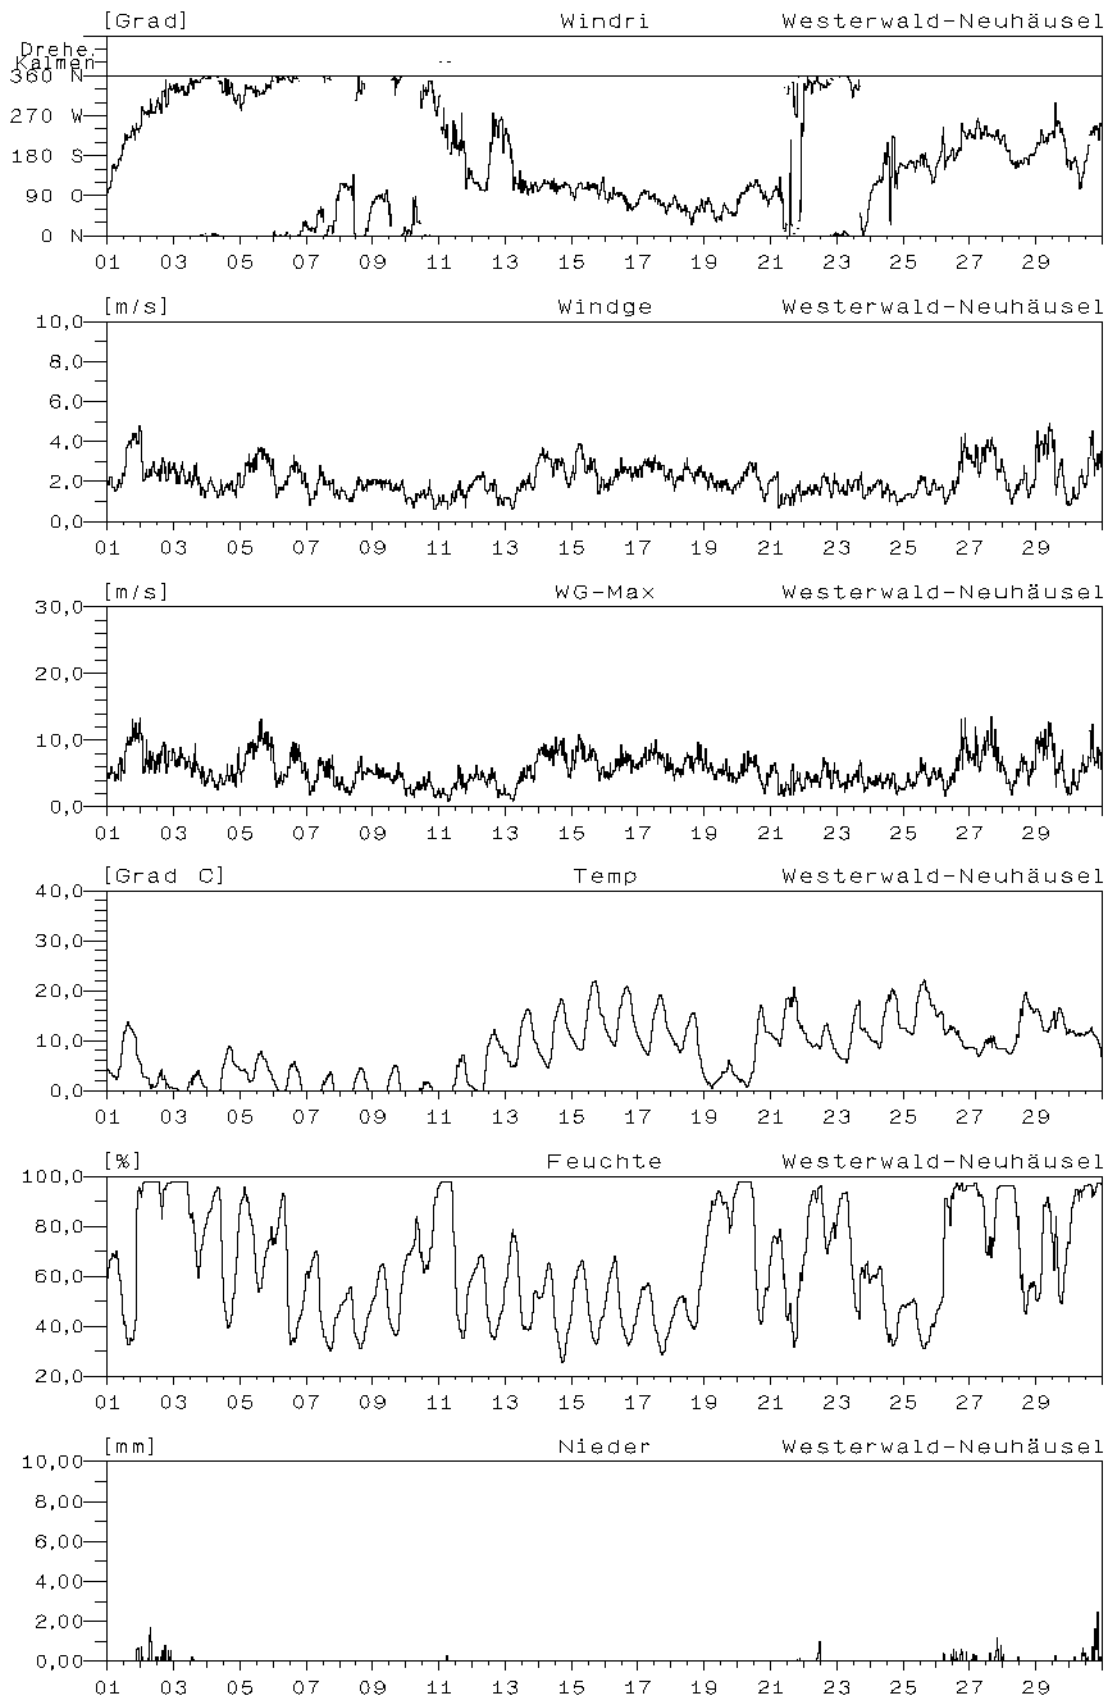 [Grad] Windri Westerwald-Neuhäusel
Drehe.
Kalmen
360 N
270 W
180 S
90 O
0 N
01 03 05 07 09 11 13 15 17 19 21 23 25 27 29
[m/s] Windge Westerwald-Neuhäusel
10,0
8,0
6,0
4,0
2,0
0,0
01 03 05 07 09 11 13 15 17 19 21 23 25 27 29
[m/s] WG-Max Westerwald-Neuhäusel
30,0
20,0
10,0
0,0
01 03 05 07 09 11 13 15 17 19 21 23 25 27 29
[Grad C] Temp Westerwald-Neuhäusel
40,0
30,0
20,0
10,0
0,0
01 03 05 07 09 11 13 15 17 19 21 23 25 27 29
[%] Feuchte Westerwald-Neuhäusel
100,0
80,0
60,0
40,0
20,0
01 03 05 07 09 11 13 15 17 19 21 23 25 27 29
[mm] Nieder Westerwald-Neuhäusel
10,00
8,00
6,00
4,00
2,00
0,00
01 03 05 07 09 11 13 15 17 19 21 23 25 27 29